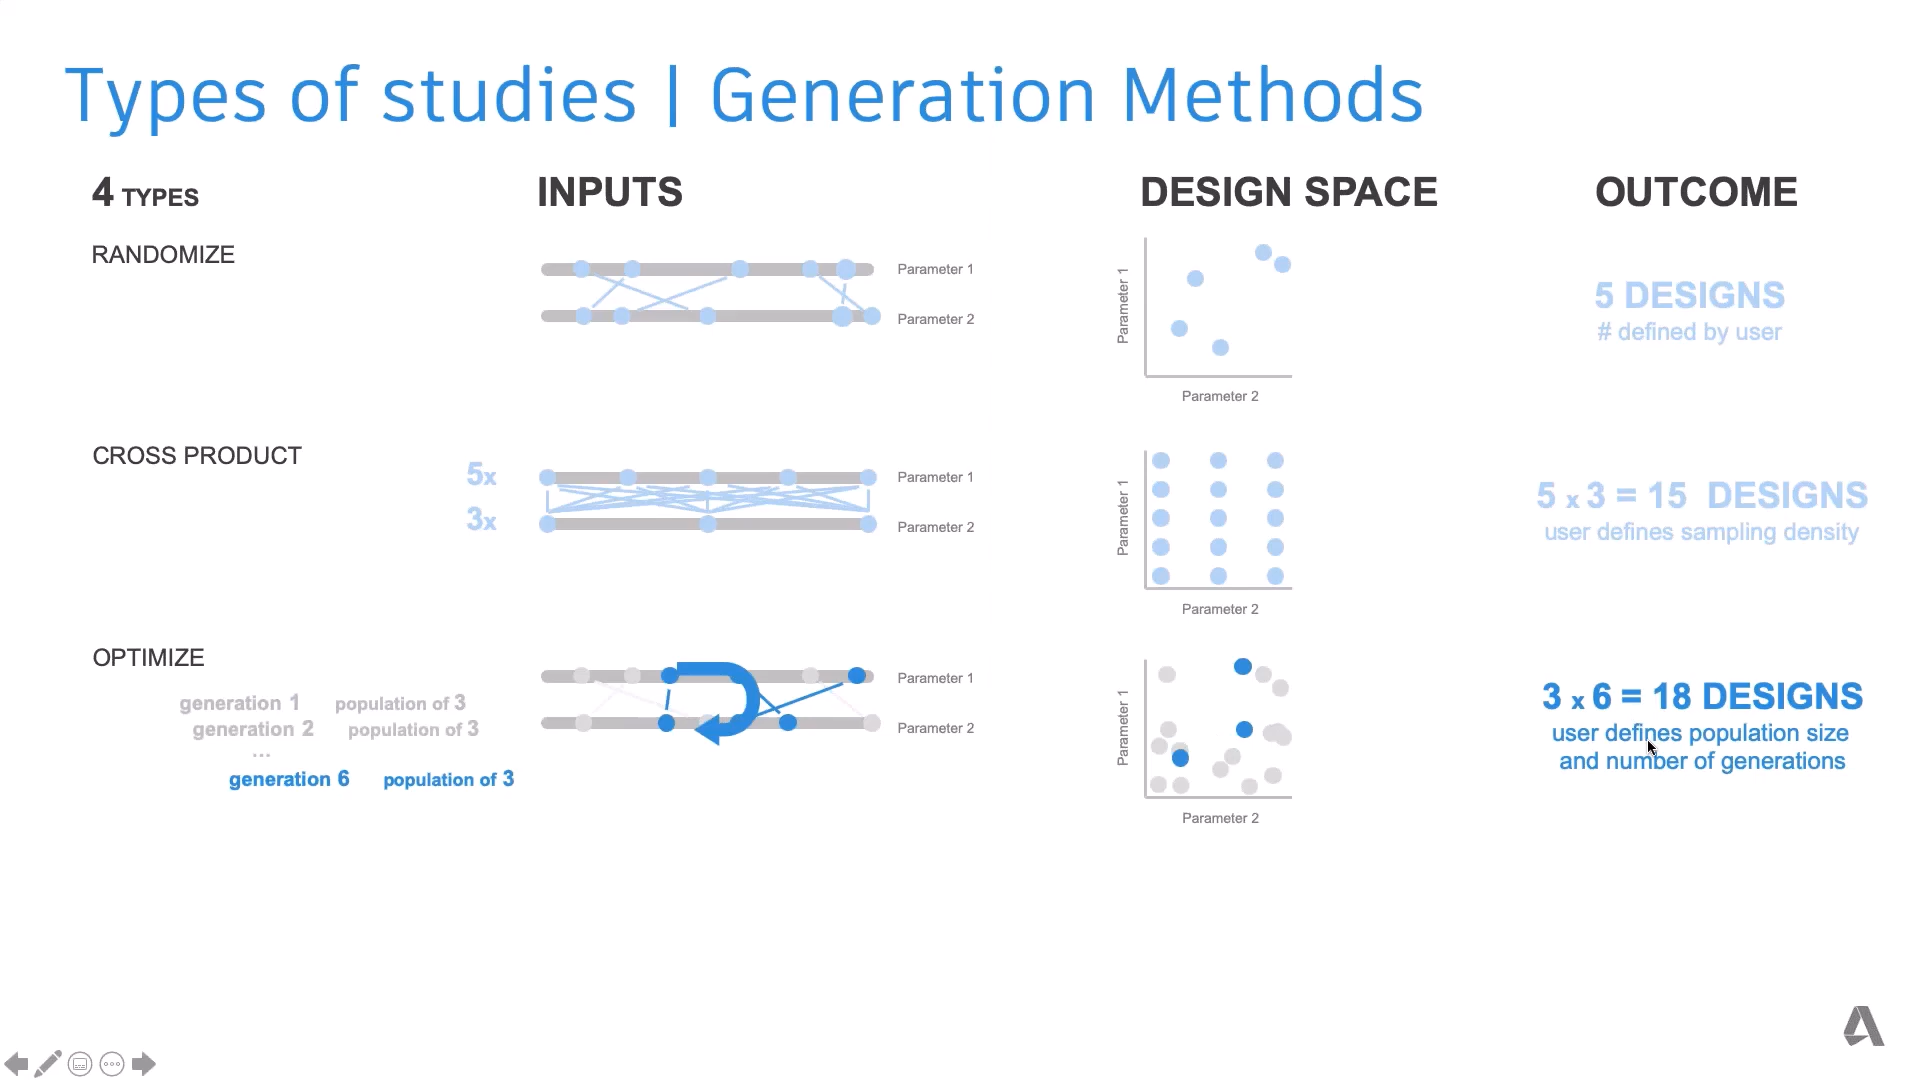 Types of studies | Generation Methods
4 TYPES
INPUTS
DESIGN SPACE
OUTCOME
RANDOMIZE
Parameter 1
Parameter 2
Parameter 1
Parameter 2
5 DESIGNS
# defined by user
CROSS PRODUCT
5x
3x
Parameter 1
Parameter 2
Parameter 1
Parameter 2
5 x 3 = 15 DESIGNS
user defines sampling density
OPTIMIZE
generation 1 population of 3
generation 2 population of 3
...
generation 6 population of 3
Parameter 1
Parameter 2
Parameter 1
Parameter 2
3 x 6 = 18 DESIGNS
user defines population size
and number of generations